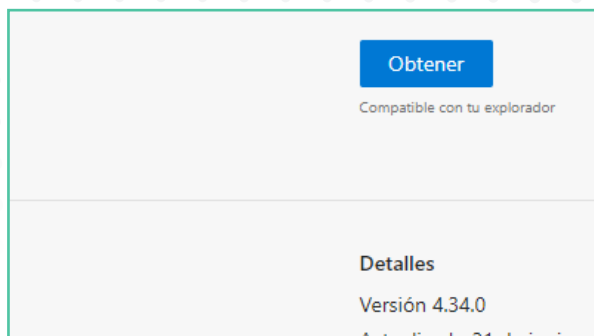 Obtener
Compatible con tu explorador
Detalles
Versión 4.34.0